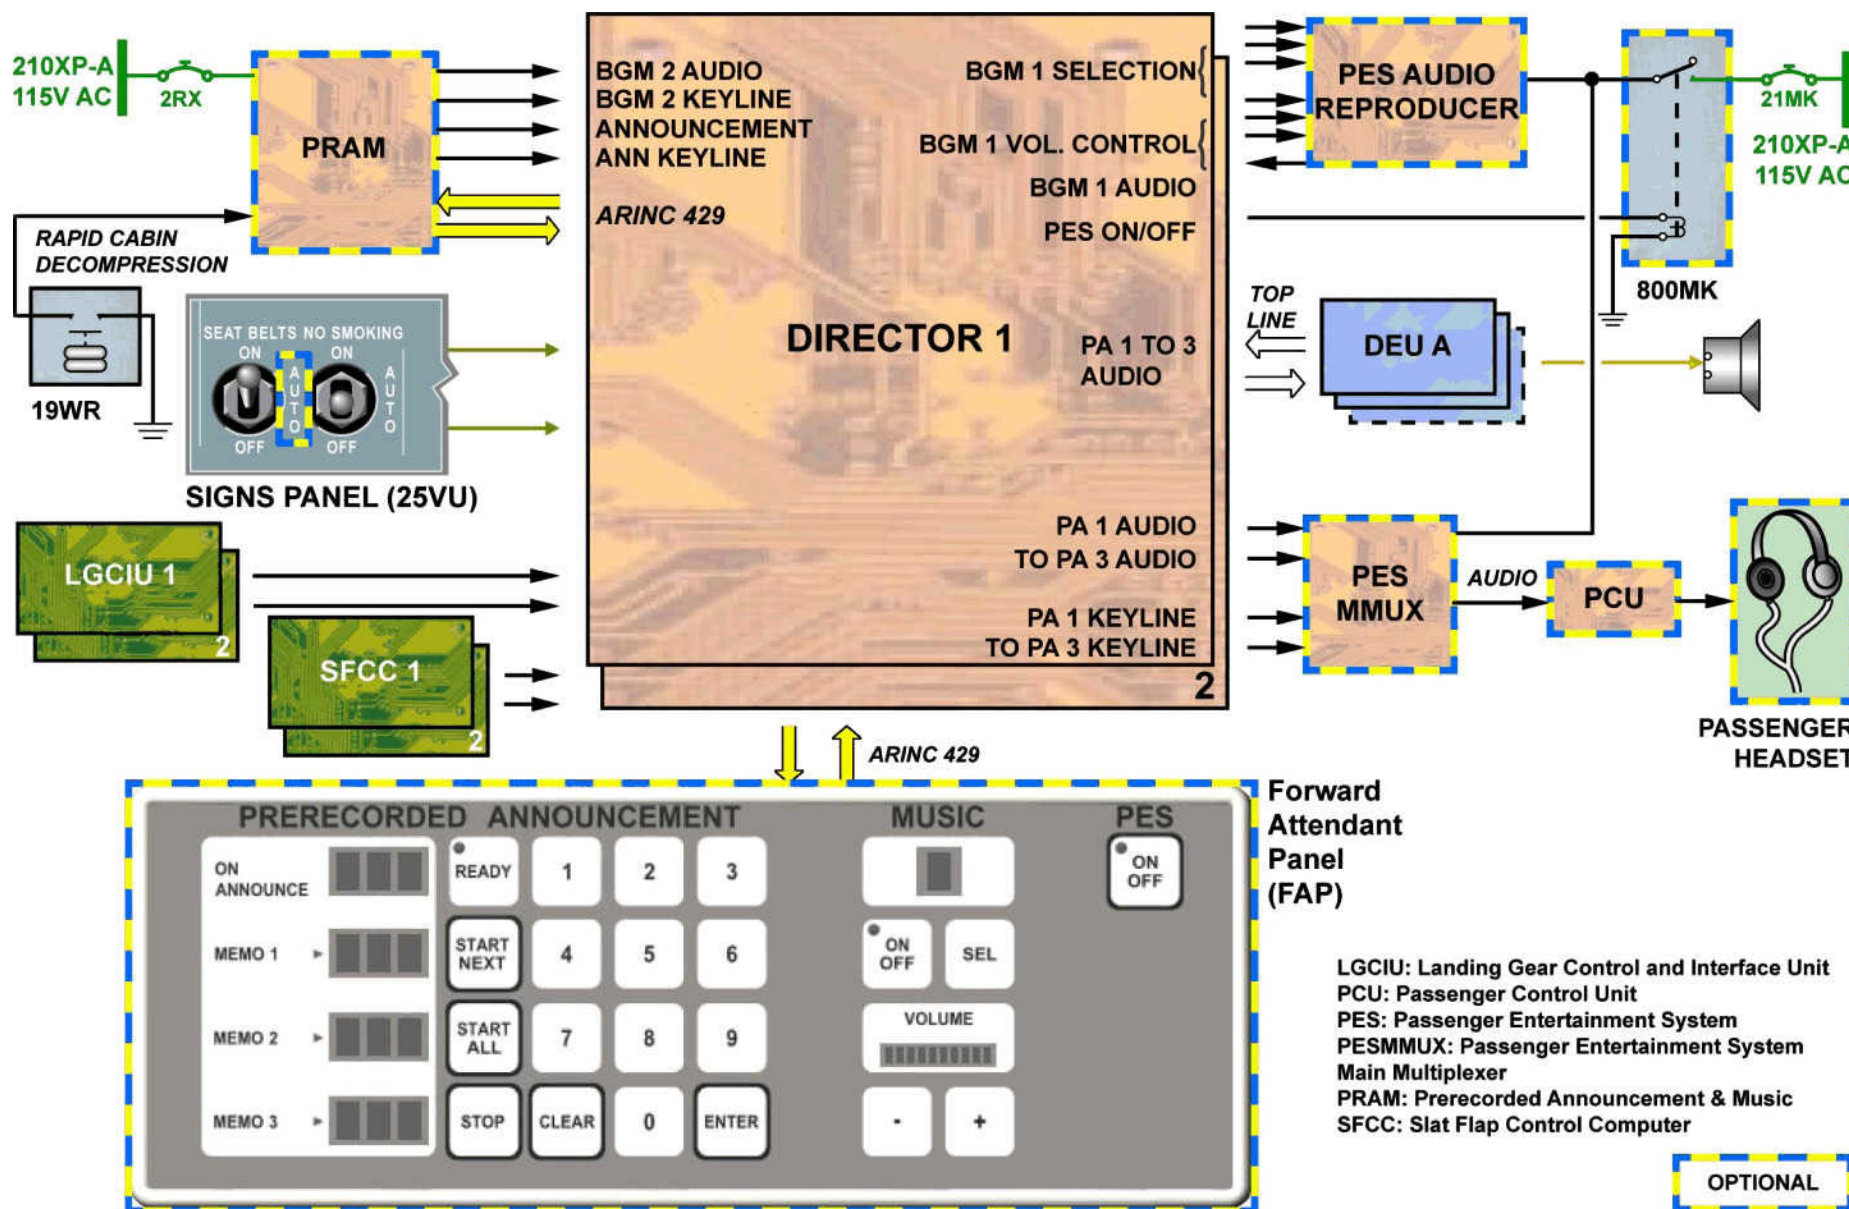 210XP-A
115V AC
2RX
PRAM
RAPID CABIN
DECOMPRESSION
19WR
SEAT BELTS NO SMOKING
ON
ON
AUTO
AUTO
OFF
OFF
SIGNS PANEL (25VU)
LGCIU 1
2
SFCC 1
2
BGM 2 AUDIO
BGM 2 KEYLINE
ANNOUNCEMENT
ANN KEYLINE
ARINC 429
BGM 1 SELECTION
BGM 1 VOL. CONTROL
BGM 1 AUDIO
PES ON/OFF
DIRECTOR 1
PA 1 TO 3
AUDIO
PA 1 AUDIO
TO PA 3 AUDIO
PA 1 KEYLINE
TO PA 3 KEYLINE
2
PES AUDIO
REPRODUCER
21MK
210XP-A
115V AC
800MK
TOP
LINE
DEU A
PES
MMUX
AUDIO
PCU
PASSENGER
HEADSET
ARINC 429
Forward
Attendant
Panel
(FAP)
PRERECORDED ANNOUNCEMENT
MUSIC
PES
ON
ANNOUNCE
READY
1
2
3
ON
OFF
MEMO 1
START
NEXT
4
5
6
ON
OFF
SEL
MEMO 2
START
ALL
7
8
9
VOLUME
MEMO 3
STOP
CLEAR
0
ENTER
-
+
LGCIU: Landing Gear Control and Interface Unit
PCU: Passenger Control Unit
PES: Passenger Entertainment System
PESMMUX: Passenger Entertainment System
Main Multiplexer
PRAM: Prerecorded Announcement & Music
SFCC: Slat Flap Control Computer
OPTIONAL